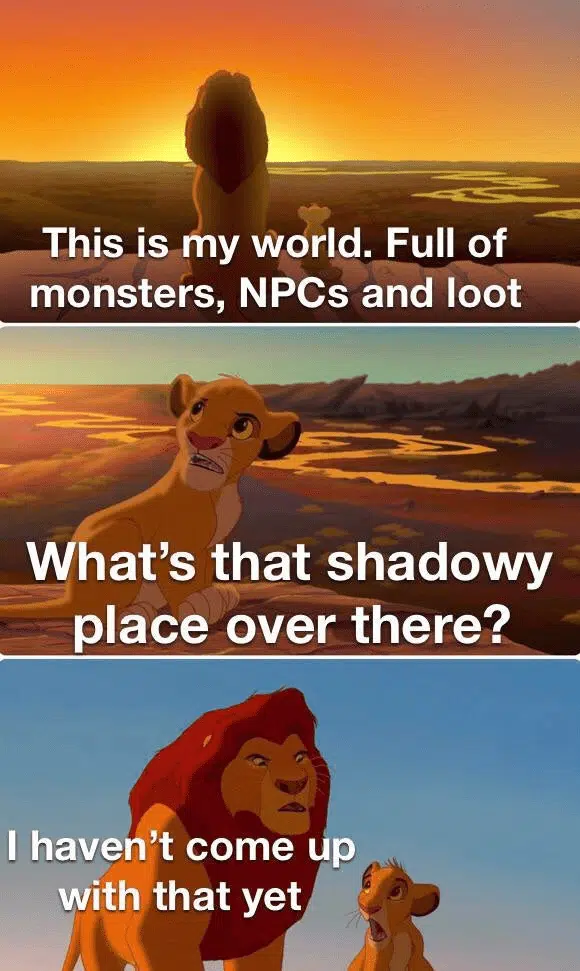 This is my world. Full of
monsters, NPCs and loot
What’s that shadowy
place over there?
I haven’t come up
with that yet